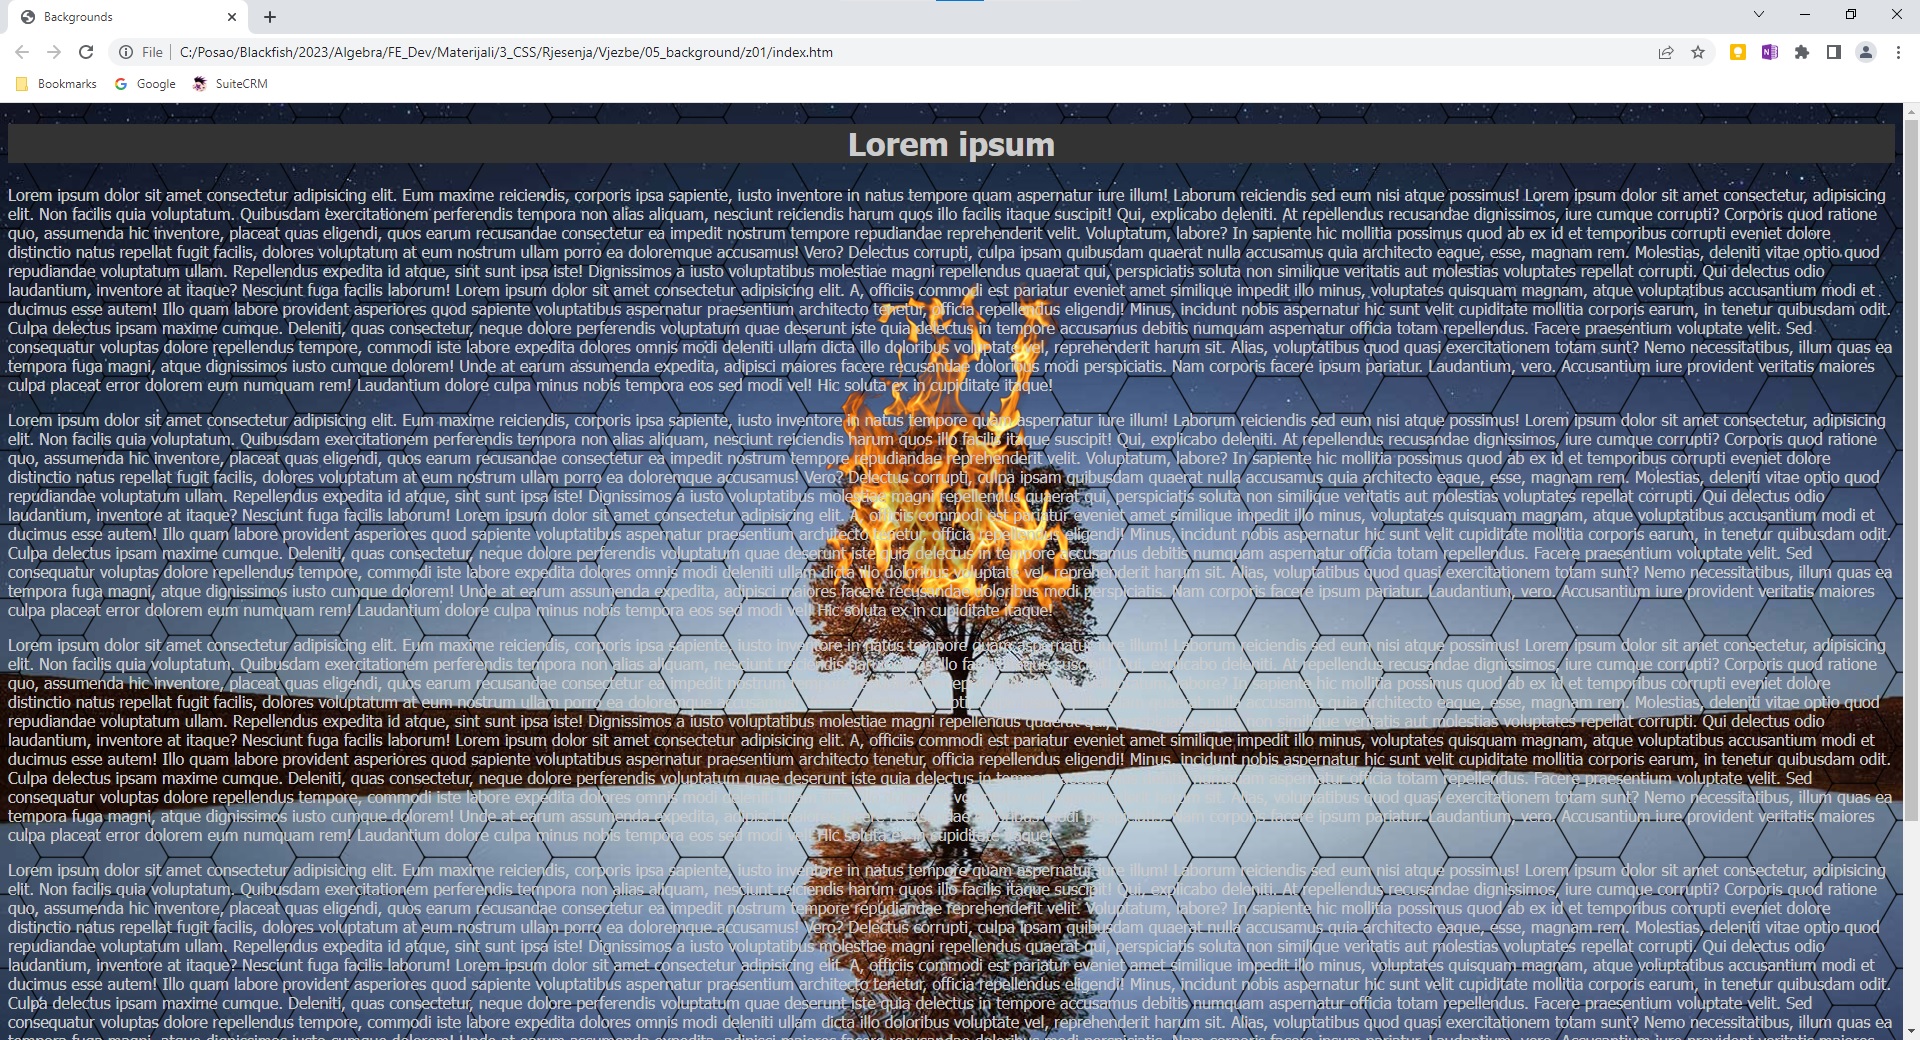 Backgrounds
File
C:/Posao/Blackfish/2023/Algebra/FE_Dev/Materijali/3_CSS/Rjesenja/Vjezbe/05_background/z01/index.htm
Bookmarks Google SuiteCRM
Lorem ipsum
Lorem ipsum dolor sit amet consectetur adipisicing elit. Eum maxime reiciendis, corporis ipsa sapiente, iusto inventore in natus tempore quam aspernatur iure illum! Laborum reiciendis sed eum nisi atque possimus! Lorem ipsum dolor sit amet consectetur, adipisicing
elit. Non facilis quia voluptatum. Quibusdam exercitationem perferendis tempora non alias aliquam, nesciunt reiciendis harum quos illo facilis itaque suscipit! Qui, explicabo deleniti. At repellendus recusandae dignissimos, iure cumque corrupti? Corporis quod ratione
quo, assumenda hic inventore, placeat quas eligendi, quos earum recusandae consectetur ea impedit nostrum tempore repudiandae reprehenderit velit. Voluptatum, labore? In sapiente hic mollitia possimus quod ab ex id et temporibus corrupti eveniet dolore
distinctio natus repellat fugit facilis, dolores voluptatum at eum nostrum ullam porro ea doloremque accusamus! Vero? Delectus corrupti, culpa ipsam quibusdam quaerat nulla accusamus quia architecto eaque, esse, magnam rem. Molestias, deleniti vitae optio quod
repudiandae voluptatum ullam. Repellendus expedita id atque, sint sunt ipsa iste! Dignissimos a iusto voluptatibus molestiae magni repellendus quaerat qui, perspiciatis soluta non similique veritatis aut molestias voluptates repellat corrupti. Qui delectus odio
laudantium, inventore at itaque? Nesciunt fuga facilis laborum! Lorem ipsum dolor sit amet consectetur adipisicing elit. A, officiis commodi est pariatur eveniet amet similique impedit illo minus, voluptates quisquam magnam, atque voluptatibus accusantium modi et
ducimus esse autem! Illo quam labore provident asperiores quod sapiente voluptatibus aspernatur praesentium architecto tenetur, officia repellendus eligendi! Minus, incidunt nobis aspernatur hic sunt velit cupiditate mollitia corporis earum, in tenetur quibusdam odit.
Culpa delectus ipsam maxime cumque. Deleniti, quas consectetur, neque dolore perferendis voluptatum quae deserunt iste quia delectus in tempore accusamus debitis numquam aspernatur officia totam repellendus. Facere praesentium voluptate velit. Sed
consequatur voluptas dolore repellendus tempore, commodi iste labore expedita dolores omnis modi deleniti ullam dicta illo doloribus voluptate vel, reprehenderit harum sit. Alias, voluptatibus quod quasi exercitationem totam sunt? Nemo necessitatibus, illum quas ea
tempora fuga magni, atque dignissimos iusto cumque dolorem! Unde at earum assumenda expedita, adipisci maiores facere recusandae doloribus modi perspiciatis. Nam corporis facere ipsum pariatur. Laudantium, vero. Accusantium iure provident veritatis maiores
culpa placeat error dolorem eum numquam rem! Laudantium dolore culpa minus nobis tempora eos sed modi vel! Hic soluta ex in cupiditate itaque!
Lorem ipsum dolor sit amet consectetur adipisicing elit. Eum maxime reiciendis, corporis ipsa sapiente, iusto inventore in natus tempore quam aspernatur iure illum! Laborum reiciendis sed eum nisi atque possimus! Lorem ipsum dolor sit amet consectetur, adipisicing
elit. Non facilis quia voluptatum. Quibusdam exercitationem perferendis tempora non alias aliquam, nesciunt reiciendis harum quos illo facilis itaque suscipit! Qui, explicabo deleniti. At repellendus recusandae dignissimos, iure cumque corrupti? Corporis quod ratione
quo, assumenda hic inventore, placeat quas eligendi, quos earum recusandae consectetur ea impedit nostrum tempore repudiandae reprehenderit velit. Voluptatum, labore? In sapiente hic mollitia possimus quod ab ex id et temporibus corrupti eveniet dolore
distinctio natus repellat fugit facilis, dolores voluptatum at eum nostrum ullam porro ea doloremque accusamus! Vero? Delectus corrupti, culpa ipsam quibusdam quaerat nulla accusamus quia architecto eaque, esse, magnam rem. Molestias, deleniti vitae optio quod
repudiandae voluptatum ullam. Repellendus expedita id atque, sint sunt ipsa iste! Dignissimos a iusto voluptatibus molestiae magni repellendus quaerat qui, perspiciatis soluta non similique veritatis aut molestias voluptates repellat corrupti. Qui delectus odio
laudantium, inventore at itaque? Nesciunt fuga facilis laborum! Lorem ipsum dolor sit amet consectetur adipisicing elit. A, officiis commodi est pariatur eveniet amet similique impedit illo minus, voluptates quisquam magnam, atque voluptatibus accusantium modi et
ducimus esse autem! Illo quam labore provident asperiores quod sapiente voluptatibus aspernatur praesentium architecto tenetur, officia repellendus eligendi! Minus, incidunt nobis aspernatur hic sunt velit cupiditate mollitia corporis earum, in tenetur quibusdam odit.
Culpa delectus ipsam maxime cumque. Deleniti, quas consectetur, neque dolore perferendis voluptatum quae deserunt iste quia delectus in tempore accusamus debitis numquam aspernatur officia totam repellendus. Facere praesentium voluptate velit. Sed
consequatur voluptas dolore repellendus tempore, commodi iste labore expedita dolores omnis modi deleniti ullam dicta illo doloribus voluptate vel, reprehenderit harum sit. Alias, voluptatibus quod quasi exercitationem totam sunt? Nemo necessitatibus, illum quas ea
tempora fuga magni, atque dignissimos iusto cumque dolorem! Unde at earum assumenda expedita, adipisci maiores facere recusandae doloribus modi perspiciatis. Nam corporis facere ipsum pariatur. Laudantium, vero. Accusantium iure provident veritatis maiores
culpa placeat error dolorem eum numquam rem! Laudantium dolore culpa minus nobis tempora eos sed modi vel! Hic soluta ex in cupiditate itaque!
Lorem ipsum dolor sit amet consectetur adipisicing elit. Eum maxime reiciendis, corporis ipsa sapiente, iusto inventore in natus tempore quam aspernatur iure illum! Laborum reiciendis sed eum nisi atque possimus! Lorem ipsum dolor sit amet consectetur, adipisicing
elit. Non facilis quia voluptatum. Quibusdam exercitationem perferendis tempora non alias aliquam, nesciunt reiciendis illo suscipit! Qui, explicabo deleniti. At repellendus recusandae dignissimos, iure cumque corrupti? Corporis quod ratione
quo, assumenda hic inventore, placeat quas eligendi, quos earum recusandae consectetur ea impedit nostrum labore? In sapiente hic mollitia possimus quod ab ex id et temporibus corrupti eveniet dolore
distinctio natus repellat fugit facilis, dolores voluptatum at eum nostrum ullam porro ea doloremque nulla accusamus quia architecto eaque, esse, magnam rem. Molestias, deleniti vitae optio quod
repudiandae voluptatum ullam. Repellendus expedita id atque, sint sunt ipsa iste! Dignissimos a iusto voluptatibus molestiae magni repellendus quaerat soluta non similique veritatis aut molestias voluptates repellat corrupti. Qui delectus odio
laudantium, inventore at itaque? Nesciunt fuga facilis laborum! Lorem ipsum dolor sit amet consectetur adipisicing elit. A, officiis commodi est pariatur eveniet amet similique impedit illo minus, voluptates quisquam magnam, atque voluptatibus accusantium modi et
ducimus esse autem! Illo quam labore provident asperiores quod sapiente voluptatibus aspernatur praesentium architecto tenetur, officia repellendus eligendi! Minus, incidunt nobis aspernatur hic sunt velit cupiditate mollitia corporis earum, in tenetur quibusdam odit.
Culpa delectus ipsam maxime cumque. Deleniti, quas consectetur, neque dolore perferendis voluptatum quae deserunt iste quia delectus in debitis numquam aspernatur officia totam repellendus. Facere praesentium voluptate velit. Sed
consequatur voluptas dolore repellendus tempore, commodi iste labore expedita dolores omnis modi sit. Alias, voluptatibus quod quasi exercitationem totam sunt? Nemo necessitatibus, illum quas ea
tempora fuga magni, atque dignissimos iusto cumque dolorem! Unde at earum assumenda expedita, adipisci Nam corporis facere ipsum pariatur. Laudantium, vero. Accusantium iure provident veritatis maiores
culpa placeat error dolorem eum numquam rem! Laudantium dolore culpa minus nobis tempora eos sed modi vel! Hic soluta ex in cupiditate itaque!
Lorem ipsum dolor sit amet consectetur adipisicing elit. Eum maxime reiciendis, corporis ipsa sapiente, iusto inventore in natus tempore quam aspernatur iure illum! Laborum reiciendis sed eum nisi atque possimus! Lorem ipsum dolor sit amet consectetur, adipisicing
elit. Non facilis quia voluptatum. Quibusdam exercitationem perferendis tempora non alias aliquam, nesciunt reiciendis harum quos illo facilis itaque suscipit! Qui, explicabo deleniti. At repellendus recusandae dignissimos, iure cumque corrupti? Corporis quod ratione
quo, assumenda hic inventore, placeat quas eligendi, quos earum recusandae consectetur ea impedit nostrum tempore repudiandae reprehenderit velit. Voluptatum, labore? In sapiente hic mollitia possimus quod ab ex id et temporibus corrupti eveniet dolore
distinctio natus repellat fugit facilis, dolores voluptatum at eum nostrum ullam porro ea doloremque accusamus! Vero? Delectus corrupti, culpa ipsam quibusdam quaerat nulla accusamus quia architecto eaque, esse, magnam rem. Molestias, deleniti vitae optio quod
repudiandae voluptatum ullam. Repellendus expedita id atque, sint sunt ipsa iste! Dignissimos a iusto voluptatibus molestiae magni repellendus quaerat qui, perspiciatis soluta non similique veritatis aut molestias voluptates repellat corrupti. Qui delectus odio
laudantium, inventore at itaque? Nesciunt fuga facilis laborum! Lorem ipsum dolor sit amet consectetur adipisicing elit. A, officiis commodi est pariatur eveniet amet similique impedit illo minus, voluptates quisquam magnam, atque voluptatibus accusantium modi et
ducimus esse autem! Illo quam labore provident asperiores quod sapiente voluptatibus aspernatur praesentium architecto tenetur, officia repellendus eligendi! Minus, incidunt nobis aspernatur hic sunt velit cupiditate mollitia corporis earum, in tenetur quibusdam odit.
Culpa delectus ipsam maxime cumque. Deleniti, quas consectetur, neque dolore perferendis voluptatum quae deserunt iste quia delectus in tempore accusamus debitis numquam aspernatur officia totam repellendus. Facere praesentium voluptate velit. Sed
consequatur voluptas dolore repellendus tempore, commodi iste labore expedita dolores omnis modi deleniti ullam dicta illo doloribus voluptate vel, reprehenderit harum sit. Alias, voluptatibus quod quasi exercitationem totam sunt? Nemo necessitatibus, illum quas ea